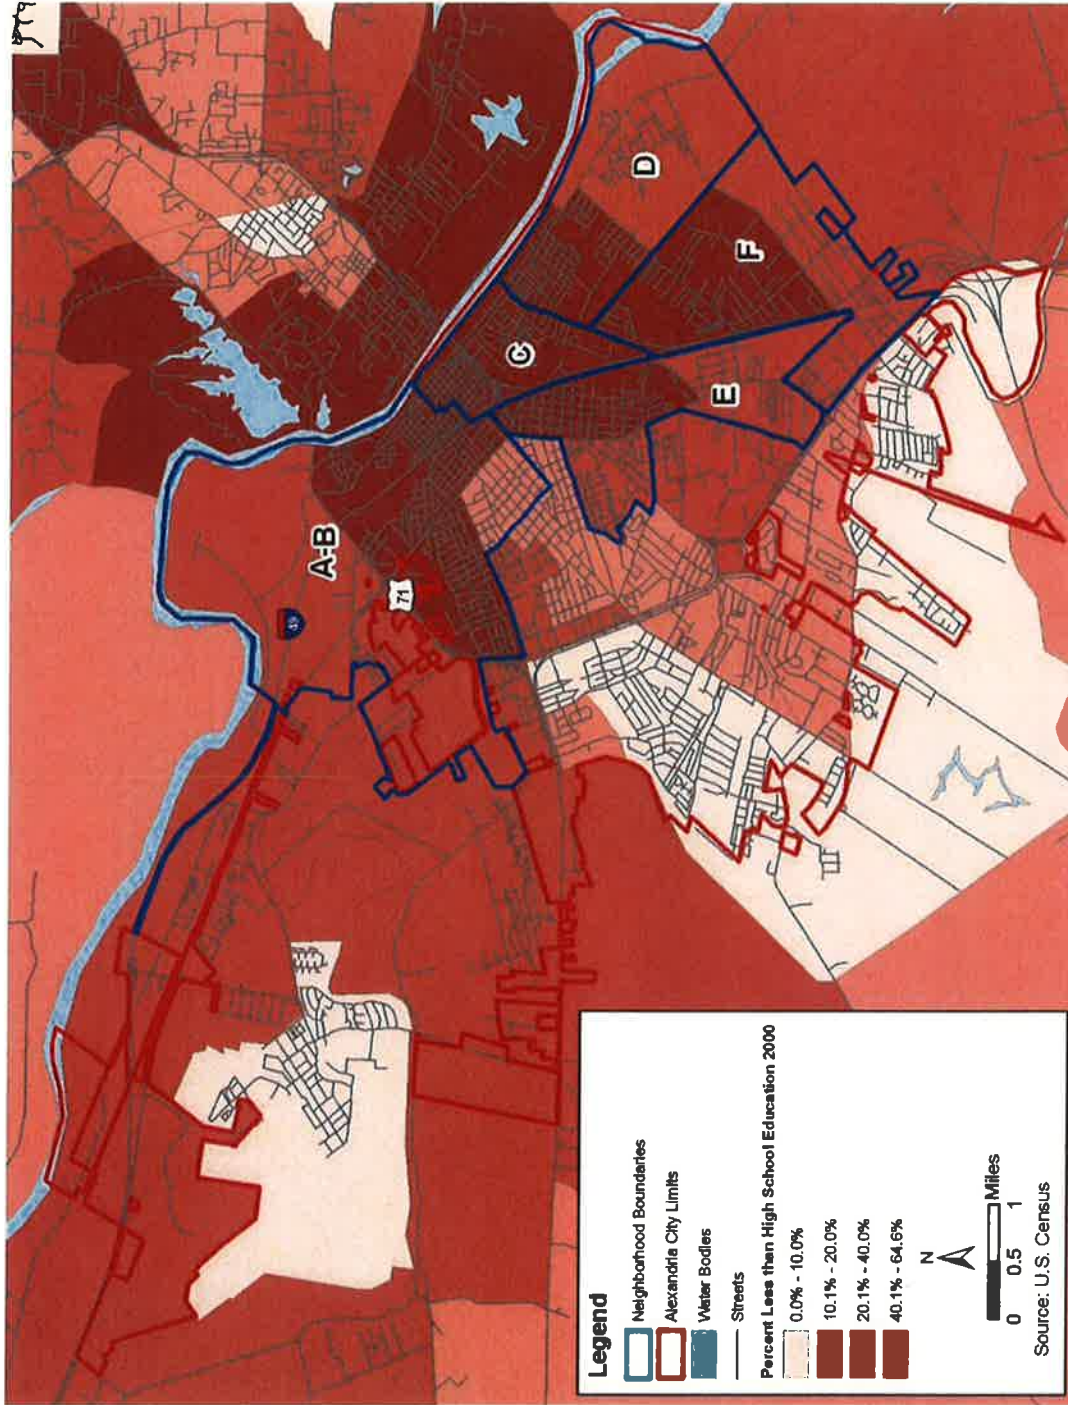 A-B
49
71
C
D
E
F
Legend
Neighborhood Boundaries
Alexandria City Limits
Water Bodies
Streets
Percent Less than High School Education 2000
0.0% - 10.0%
10.1% - 20.0%
20.1% - 40.0%
40.1% - 64.6%
N
0 0.5 1 Miles
Source: U.S. Census